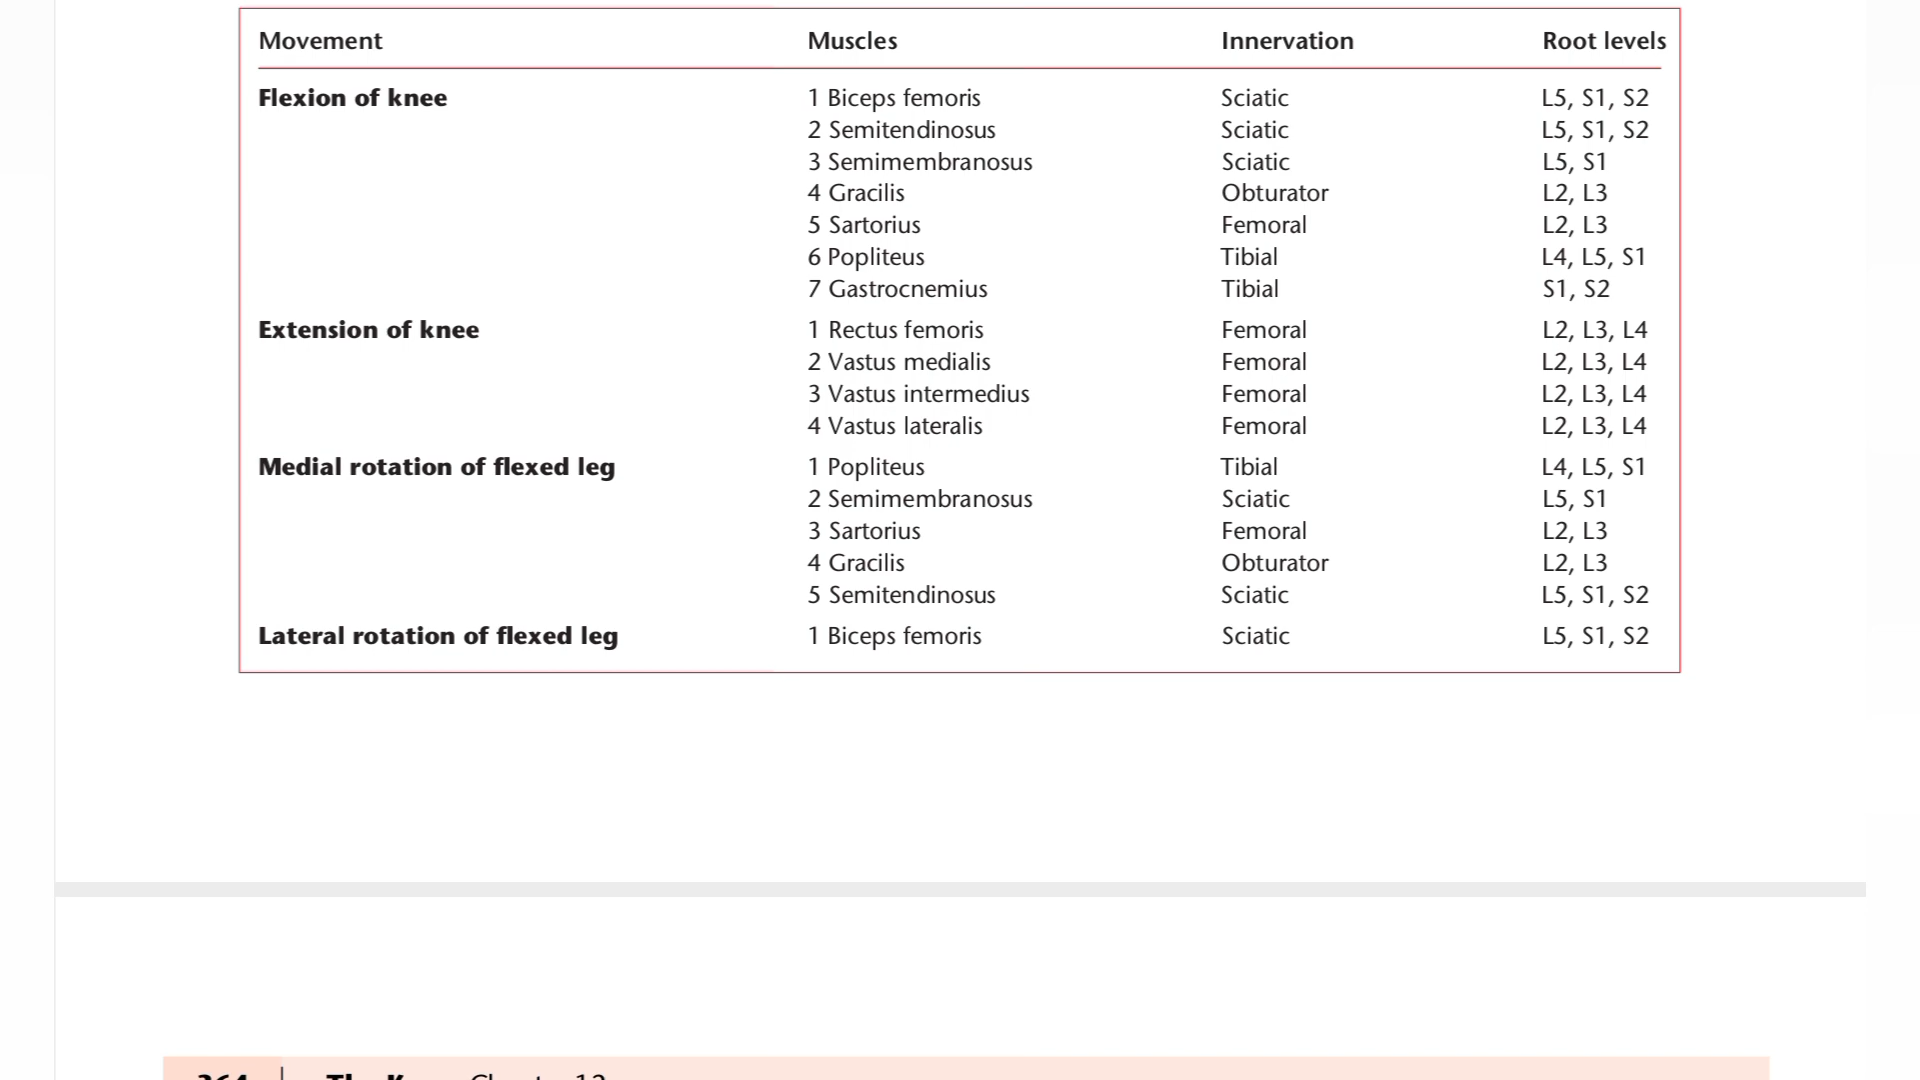 Movement Muscles Innervation Root levels
Flexion of knee 1 Biceps femoris Sciatic L5, S1, S2
2 Semitendinosus Sciatic L5, S1, S2
3 Semimembranosus Sciatic L5, S1
4 Gracilis Obturator L2, L3
5 Sartorius Femoral L2, L3
6 Popliteus Tibial L4, L5, S1
7 Gastrocnemius Tibial S1, S2
Extension of knee 1 Rectus femoris Femoral L2, L3, L4
2 Vastus medialis Femoral L2, L3, L4
3 Vastus intermedius Femoral L2, L3, L4
4 Vastus lateralis Femoral L2, L3, L4
Medial rotation of flexed leg 1 Popliteus Tibial L4, L5, S1
2 Semimembranosus Sciatic L5, S1
3 Sartorius Femoral L2, L3
4 Gracilis Obturator L2, L3
5 Semitendinosus Sciatic L5, S1, S2
Lateral rotation of flexed leg 1 Biceps femoris Sciatic L5, S1, S2
The Chapter